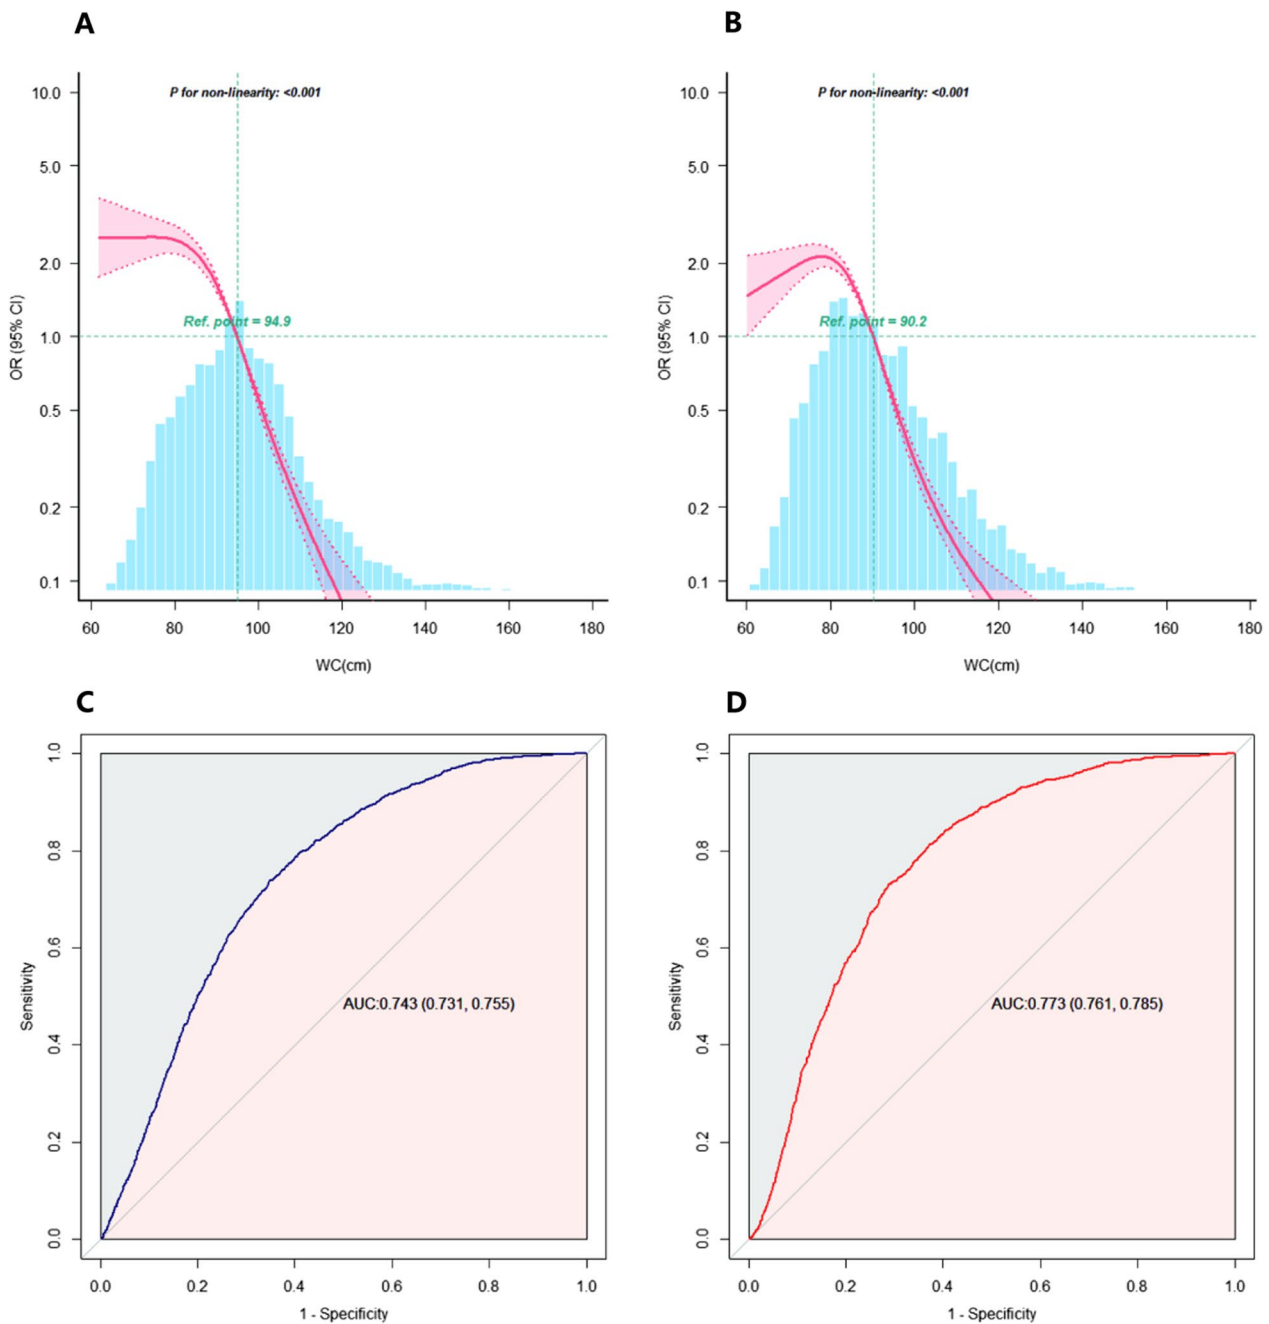 A
P for non-linearity: <0.001
OR (95% CI)
10.0
5.0
2.0
1.0
0.5
0.2
0.1
Ref. point = 94.9
60 80 100 120 140 160 180
WC(cm)
B
P for non-linearity: <0.001
OR (95% CI)
10.0
5.0
2.0
1.0
0.5
0.2
0.1
Ref. point = 90.2
60 80 100 120 140 160 180
WC(cm)
C
Sensitivity
1.0
0.8
0.6
0.4
0.2
0.0
AUC:0.743 (0.731, 0.755)
0.0 0.2 0.4 0.6 0.8 1.0
1 - Specificity
D
Sensitivity
1.0
0.8
0.6
0.4
0.2
0.0
AUC:0.773 (0.761, 0.785)
0.0 0.2 0.4 0.6 0.8 1.0
1 - Specificity